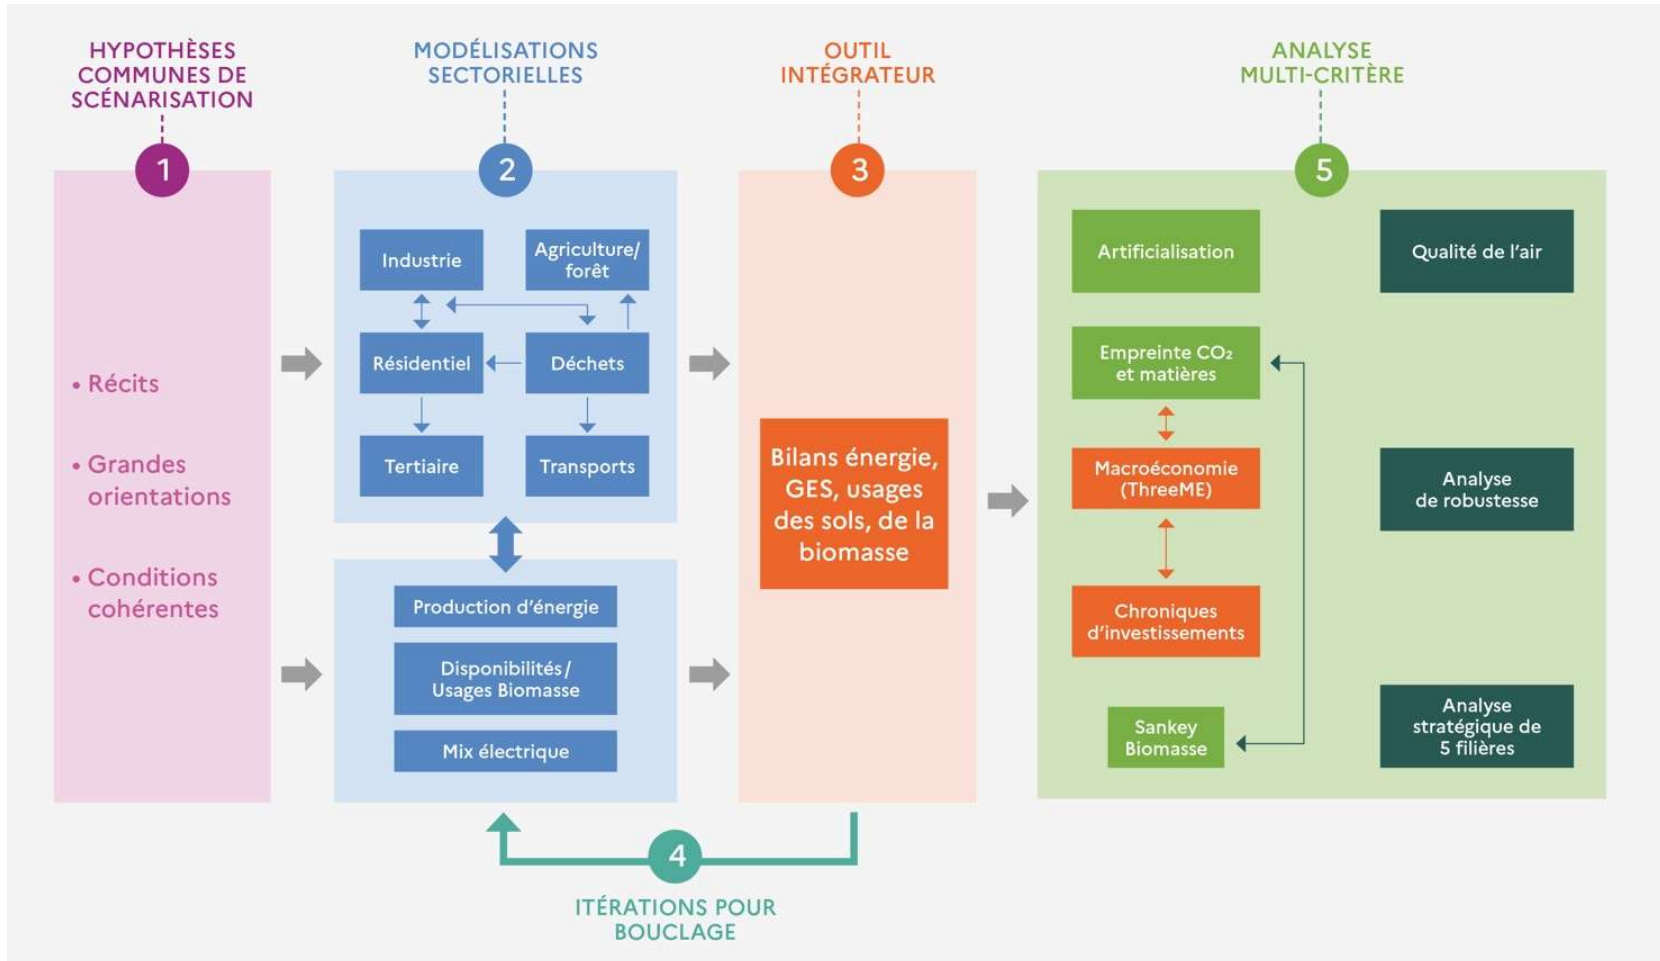 HYPOTHÈSES
COMMUNES DE
SCÉNARISATION
1
• Récits
• Grandes
orientations
• Conditions
cohérentes
MODÉLISATIONS
SECTORIELLES
2
Industrie
Agriculture/
forêt
Résidentiel
Déchets
Tertiaire
Transports
Production d’énergie
Disponibilités/
Usages Biomasse
Mix électrique
OUTIL
INTÉGRATEUR
3
Bilans énergie,
GES, usages
des sols, de la
biomasse
4
ITÉRATIONS POUR
BOUCLAGE
ANALYSE
MULTI-CRITÈRE
5
Artificialisation
Qualité de l’air
Empreinte CO₂
et matières
Macroéconomie
(ThreeME)
Analyse
de robustesse
Chroniques
d’investissements
Sankey
Biomasse
Analyse
stratégique de
5 filières